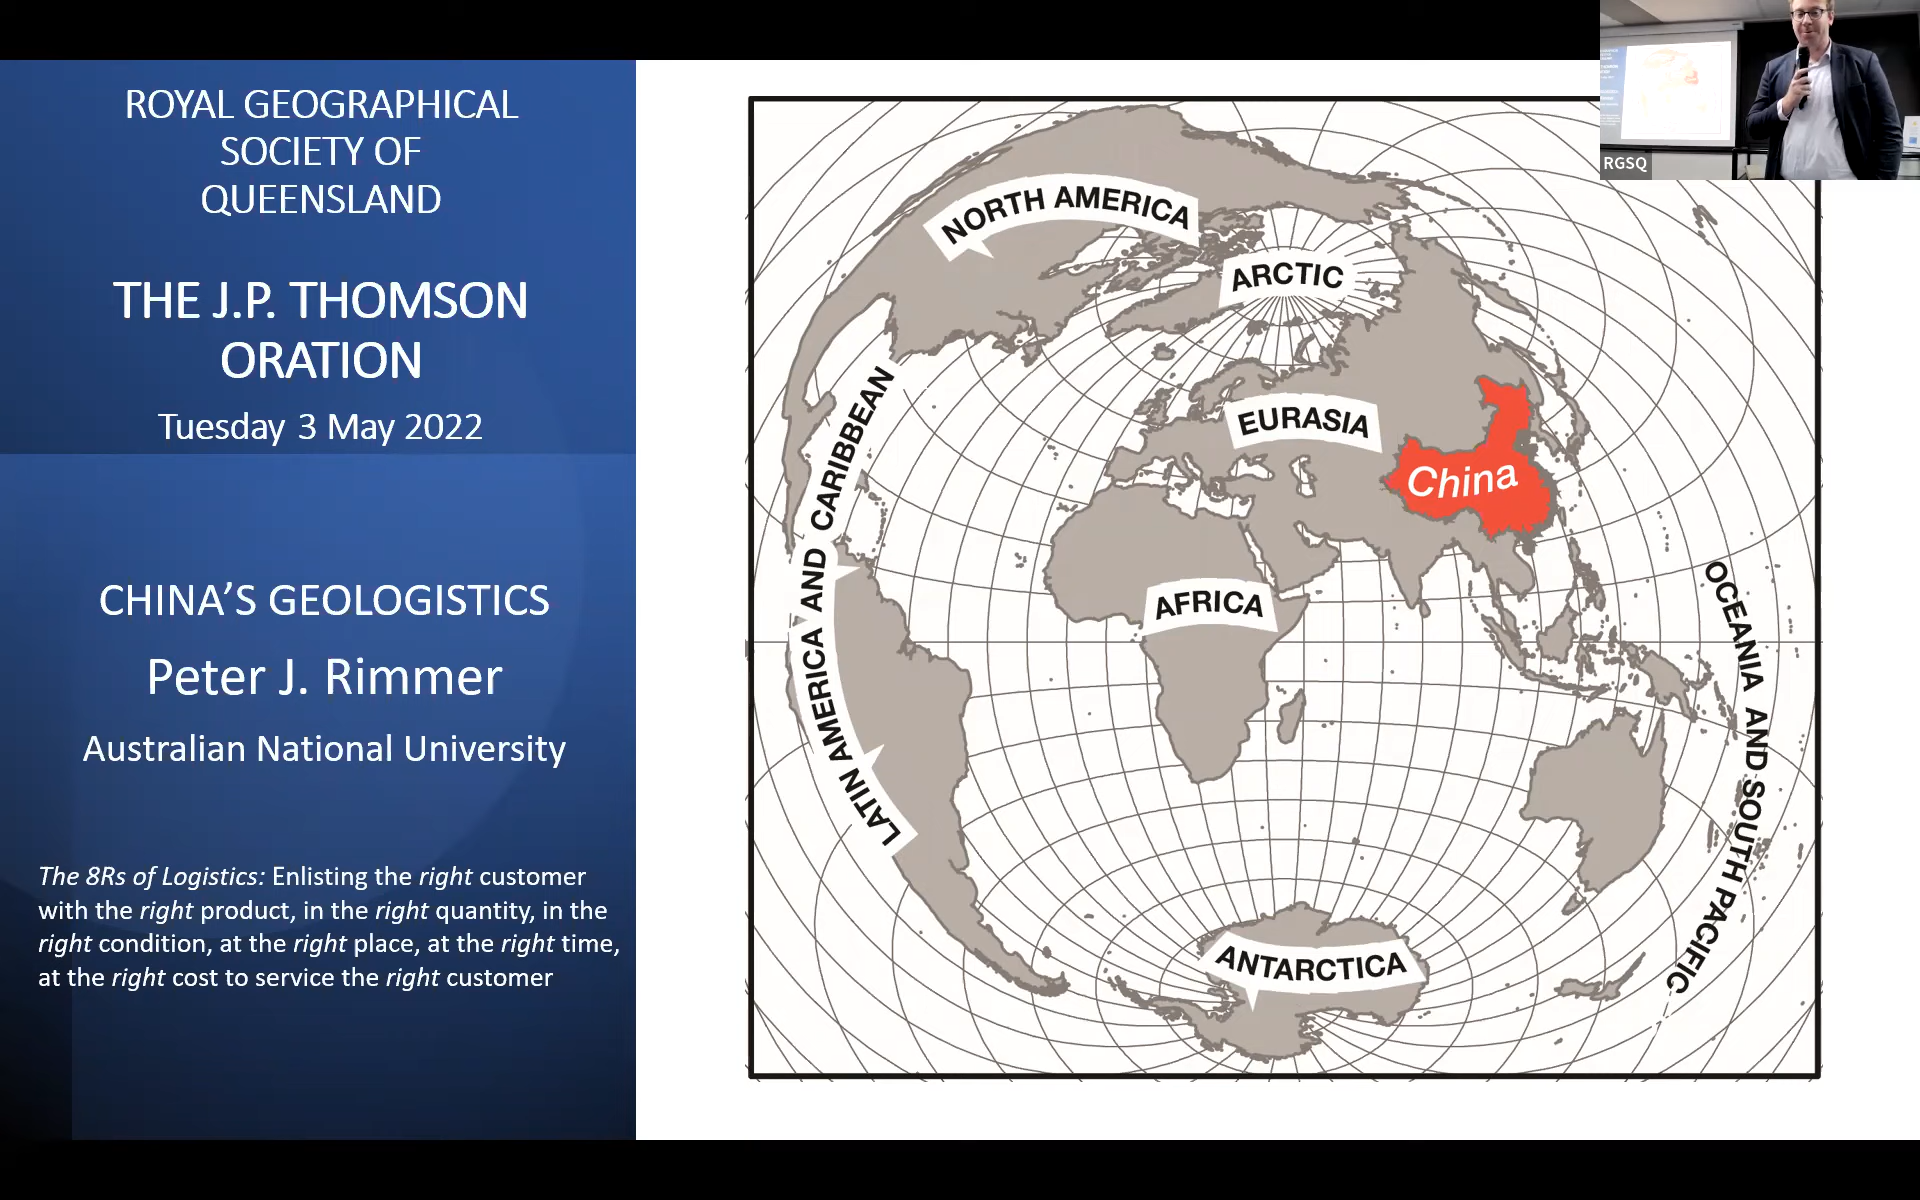 ROYAL GEOGRAPHICAL
SOCIETY OF
QUEENSLAND
THE J.P. THOMSON
ORATION
Tuesday 3 May 2022
CHINA'S GEOLOGISTICS
Peter J. Rimmer
Australian National University
The 8Rs of Logistics: Enlisting the right customer
with the right product, in the right quantity, in the
right condition, at the right place, at the right time,
at the right cost to service the right customer
NORTH AMERICA
ARCTIC
EURASIA
China
LATIN AMERICA AND CARIBBEAN
AFRICA
OCEANIA AND SOUTH PACIFIC
ANTARCTICA
RGSQ